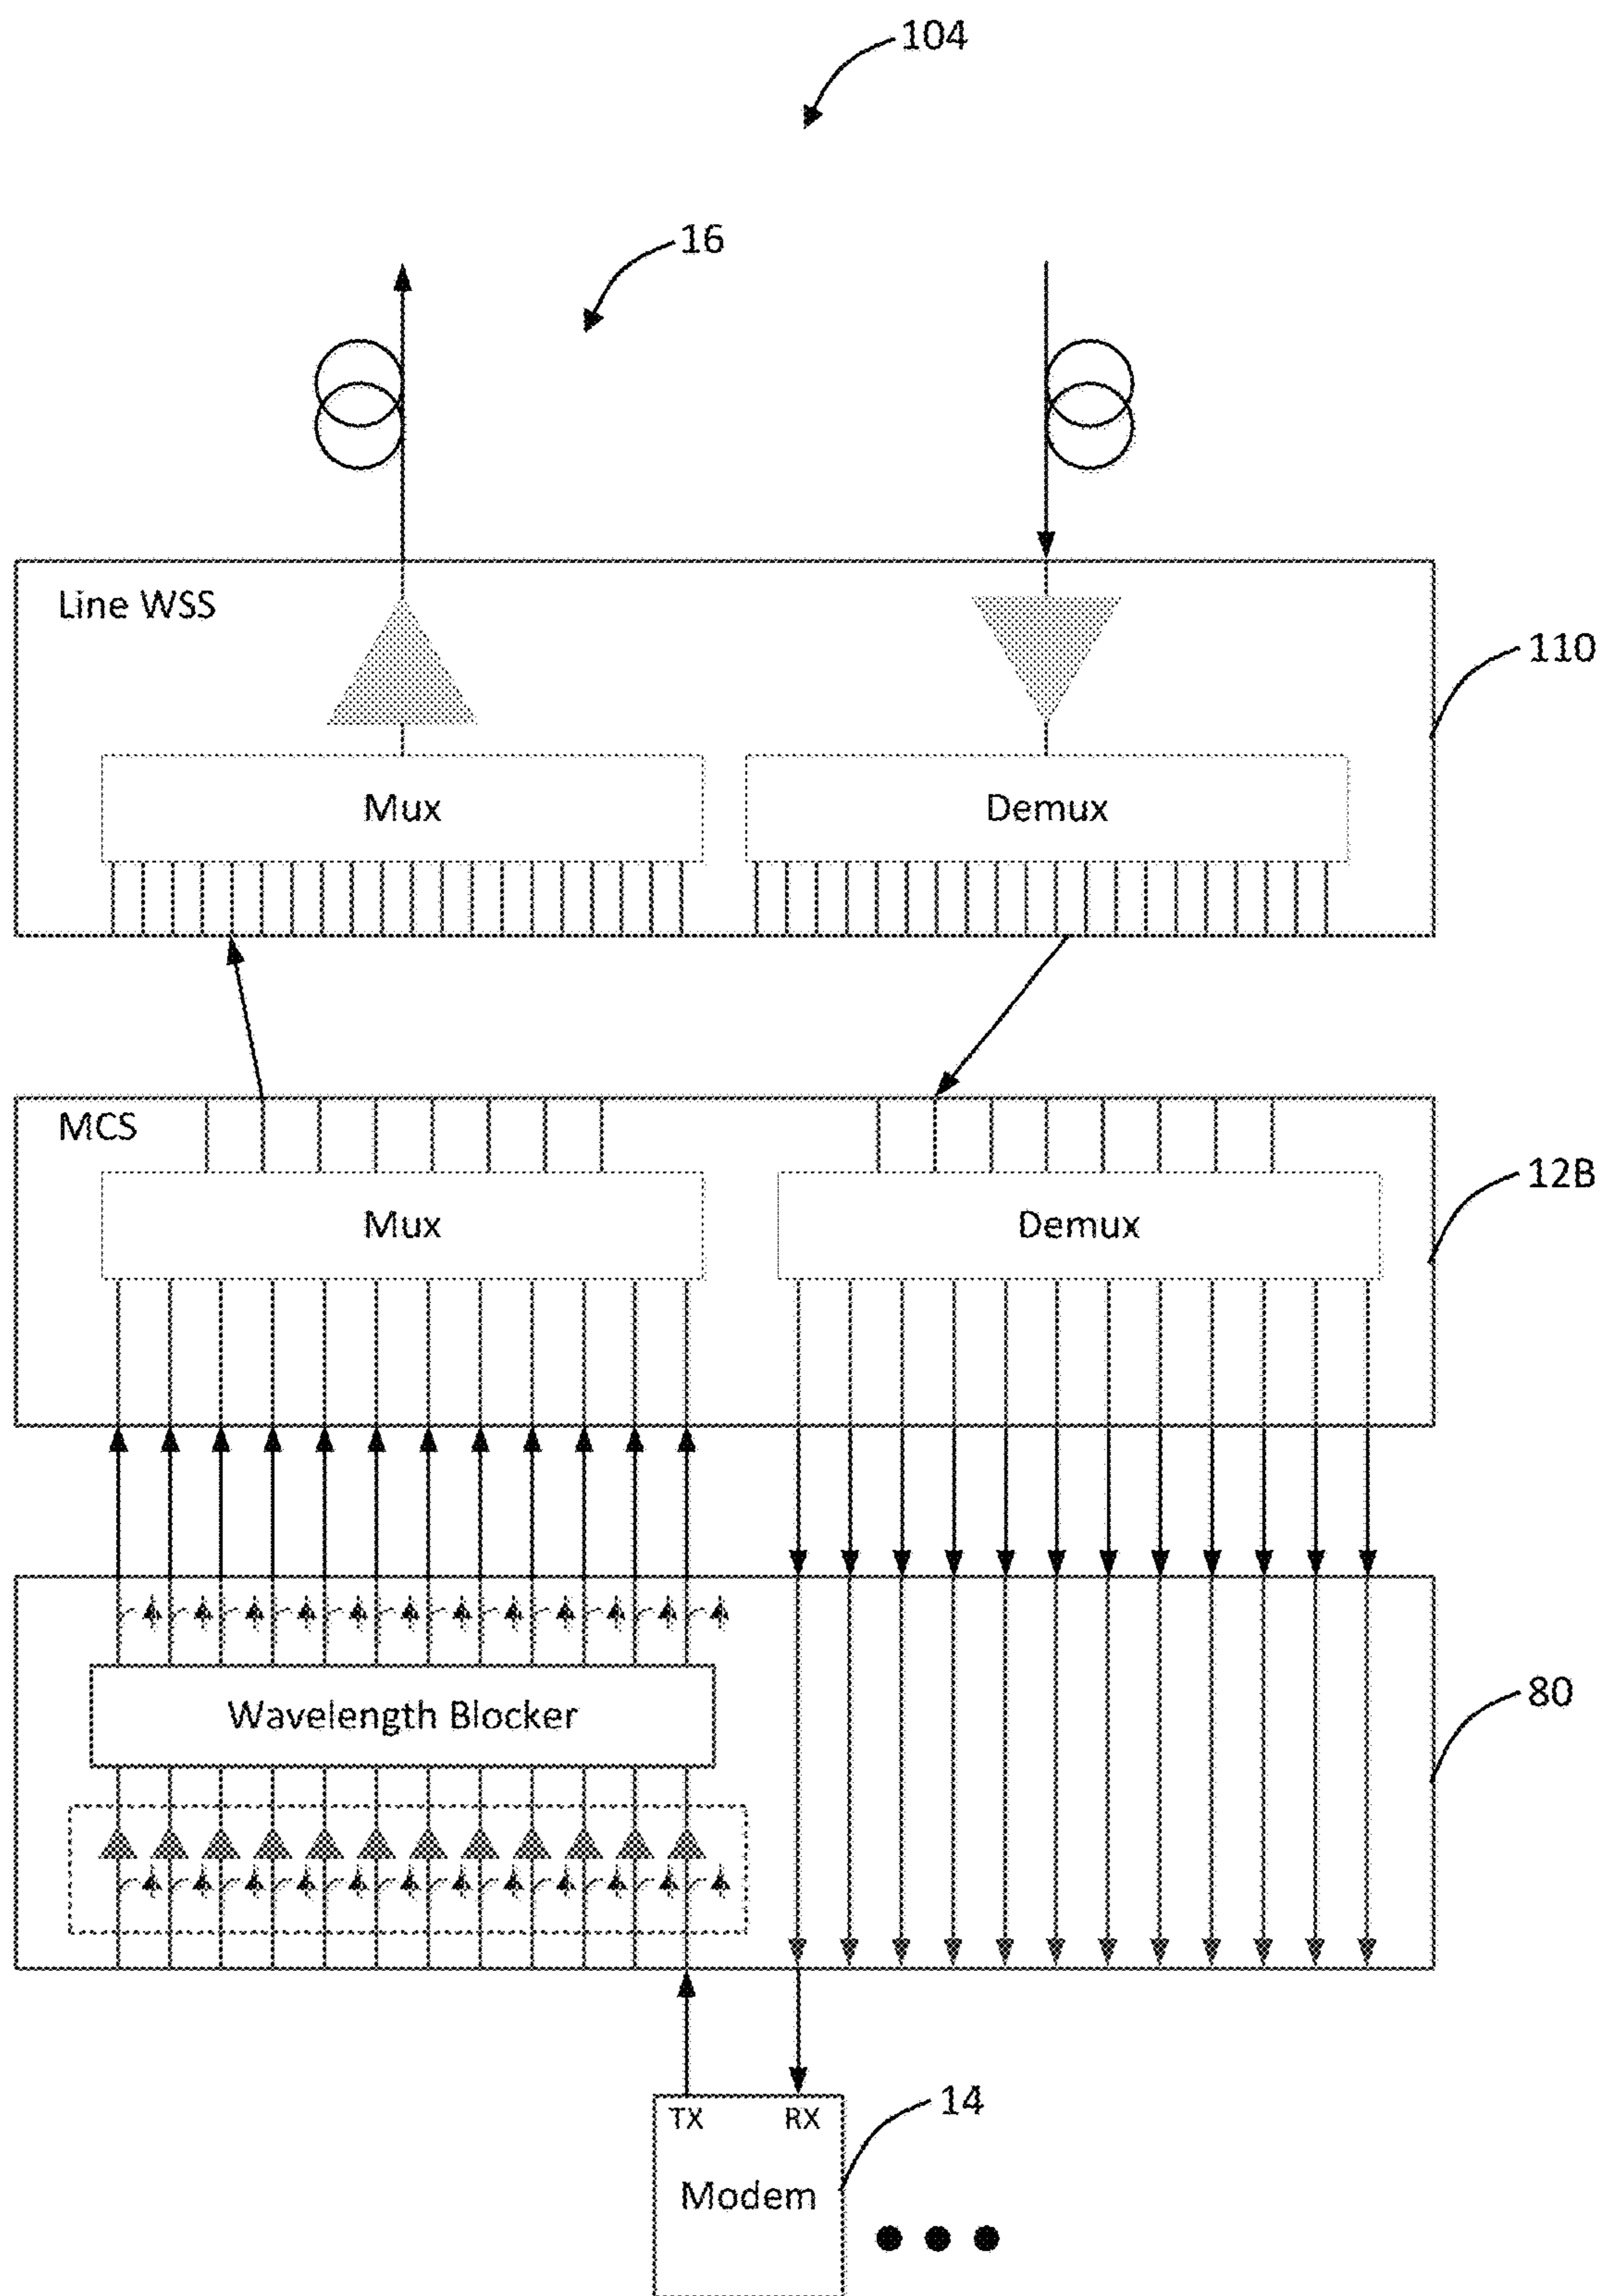 104
16
Line WSS
110
Mux
Demux
MCS
12B
Mux
Demux
Wavelength Blocker
80
TX
RX
14
Modem